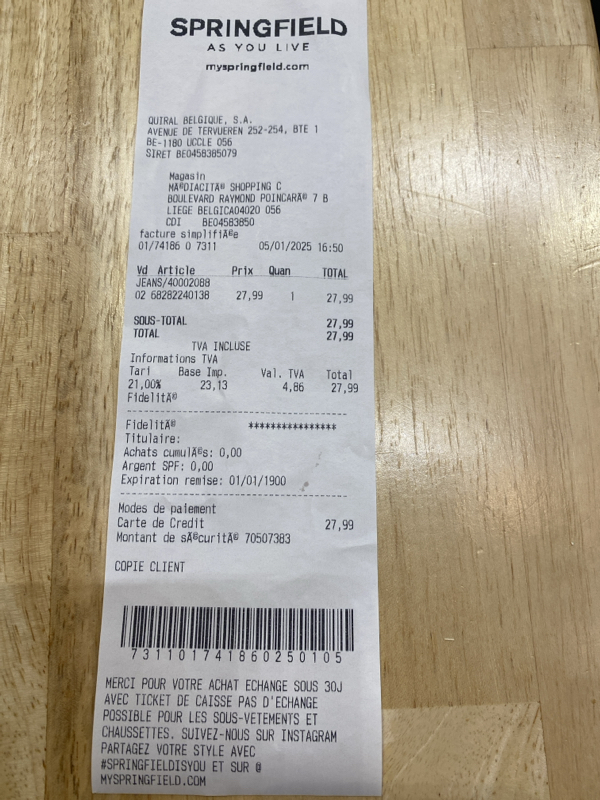 SPRINGFIELD
AS YOU LIVE
myspringfield.com
QUIRAL BELGIQUE, S.A.
AVENUE DE TERVUEREN 252-254, BTE 1
BE-1180 UCCLE 056
SIRET BE0458385079
Magasin
MÃ©DIACITÃ© SHOPPING C
BOULEVARD RAYMOND POINCARÃ© 7 B
LIEGE BELGICA04020 056
CDI BE04583850
facture simplifiÃ©e
01/74186 0 7311 05/01/2025 16:50
Vd Article Prix Quan TOTAL
JEANS/40002088
02 68282240138 27,99 1 27,99
SOUS-TOTAL 27,99
TOTAL 27,99
TVA INCLUSE
Informations TVA
Tari Base Imp. Val. TVA Total
21,00% 23,13 4,86 27,99
FidelitÃ©
FidelitÃ© ****************
Titulaire:
Achats cumulÃ©s: 0,00
Argent SPF: 0,00
Expiration remise: 01/01/1900
Modes de paiement
Carte de Credit 27,99
Montant de sÃ©curitÃ© 70507383
COPIE CLIENT
731101741860250105
MERCI POUR VOTRE ACHAT ECHANGE SOUS 30J
AVEC TICKET DE CAISSE PAS D'ECHANGE
POSSIBLE POUR LES SOUS-VETEMENTS ET
CHAUSSETTES. SUIVEZ-NOUS SUR INSTAGRAM
PARTAGEZ VOTRE STYLE AVEC
#SPRINGFIELDISYOU ET SUR @
MYSPRINGFIELD.COM